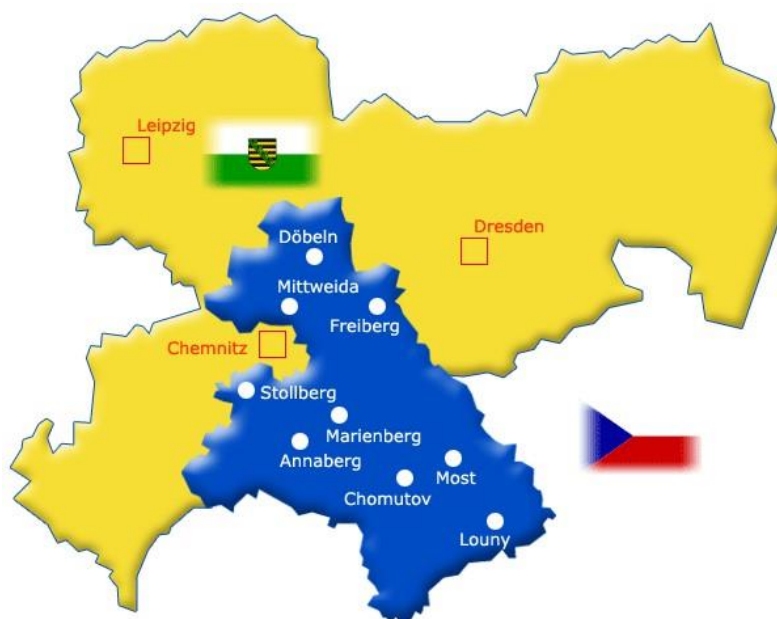 Leipzig
Dresden
Döbeln
Mittweida
Freiberg
Chemnitz
Stollberg
Marienberg
Annaberg
Most
Chomutov
Louny